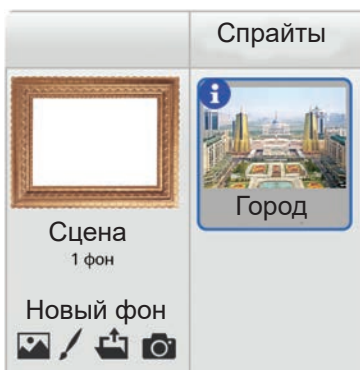 Спрайты
Город
Сцена
1 фон
Новый фон